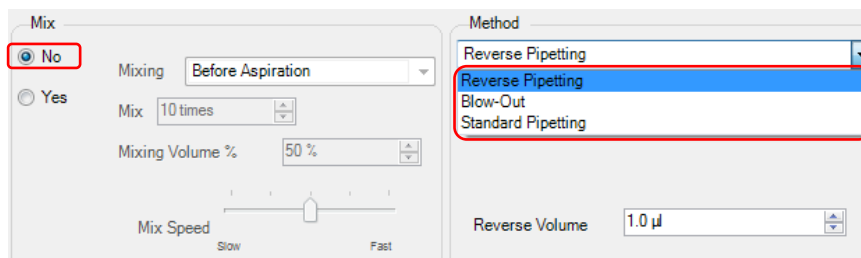 Mix
No
Yes
Mixing Before Aspiration
Mix 10 times
Mixing Volume % 50 %
Mix Speed
Slow Fast
Method
Reverse Pipetting
Reverse Pipetting
Blow-Out
Standard Pipetting
Reverse Volume 1.0 µl